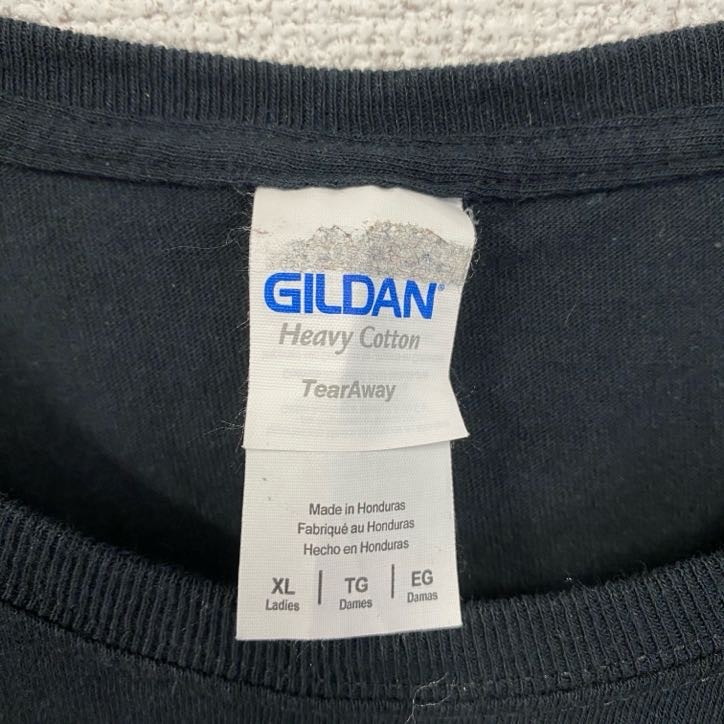 GILDAN®
Heavy Cotton
TearAway
Made in Honduras
Fabriqué au Honduras
Hecho en Honduras
XL | TG | EG
Ladies | Dames | Damas